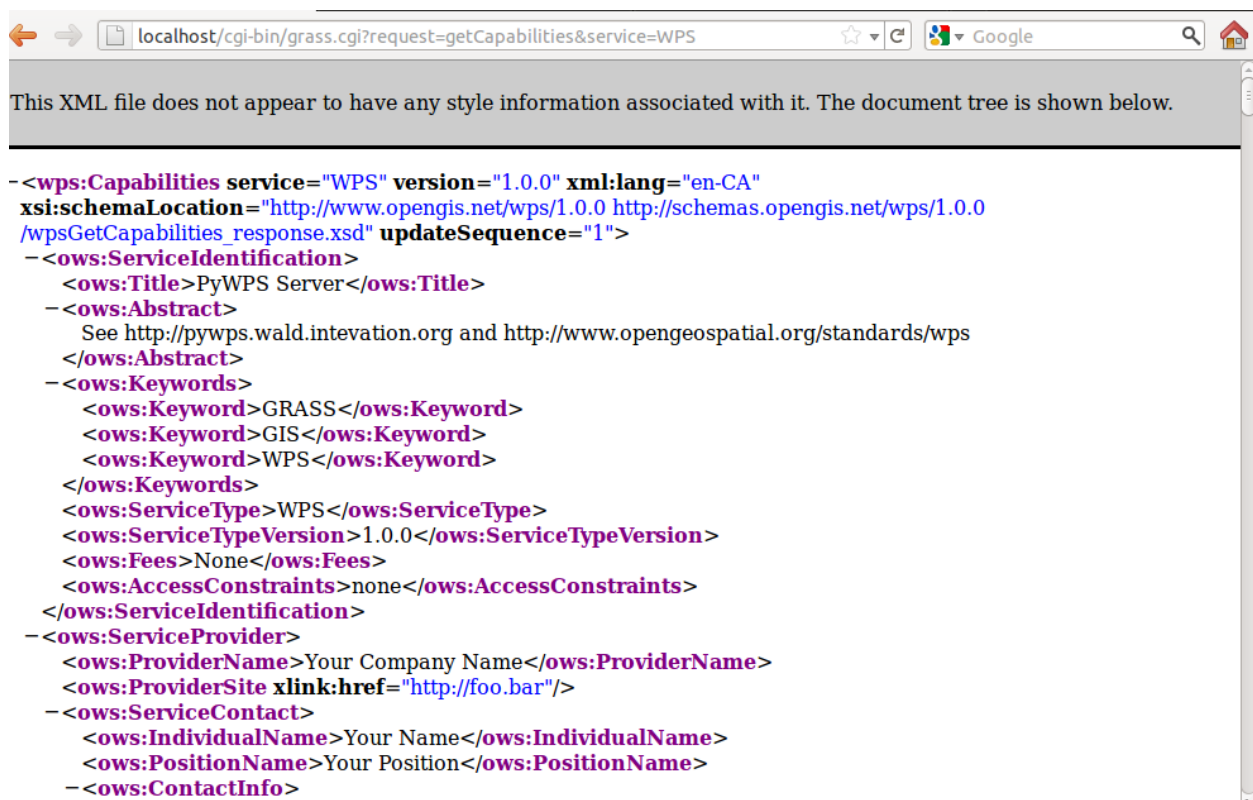 localhost/cgi-bin/grass.cgi?request=getCapabilities&service=WPS
Google
This XML file does not appear to have any style information associated with it. The document tree is shown below.
−<wps:Capabilities service="WPS" version="1.0.0" xml:lang="en-CA"
xsi:schemaLocation="http://www.opengis.net/wps/1.0.0 http://schemas.opengis.net/wps/1.0.0
/wpsGetCapabilities_response.xsd" updateSequence="1">
−<ows:ServiceIdentification>
<ows:Title>PyWPS Server</ows:Title>
−<ows:Abstract>
See http://pywps.wald.intevation.org and http://www.opengeospatial.org/standards/wps
</ows:Abstract>
−<ows:Keywords>
<ows:Keyword>GRASS</ows:Keyword>
<ows:Keyword>GIS</ows:Keyword>
<ows:Keyword>WPS</ows:Keyword>
</ows:Keywords>
<ows:ServiceType>WPS</ows:ServiceType>
<ows:ServiceTypeVersion>1.0.0</ows:ServiceTypeVersion>
<ows:Fees>None</ows:Fees>
<ows:AccessConstraints>none</ows:AccessConstraints>
</ows:ServiceIdentification>
−<ows:ServiceProvider>
<ows:ProviderName>Your Company Name</ows:ProviderName>
<ows:ProviderSite xlink:href="http://foo.bar"/>
−<ows:ServiceContact>
<ows:IndividualName>Your Name</ows:IndividualName>
<ows:PositionName>Your Position</ows:PositionName>
−<ows:ContactInfo>